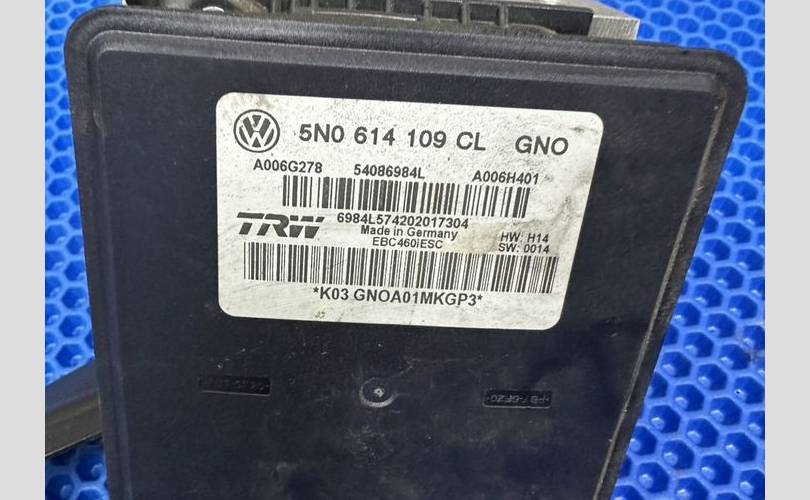 5N0 614 109 CL GNO
A006G278 54086984L A006H401
TRW 6984L574202017304
Made in Germany
EBC460iESC
HW: H14
SW: 0014
*K03 GNOA01MKGP3*